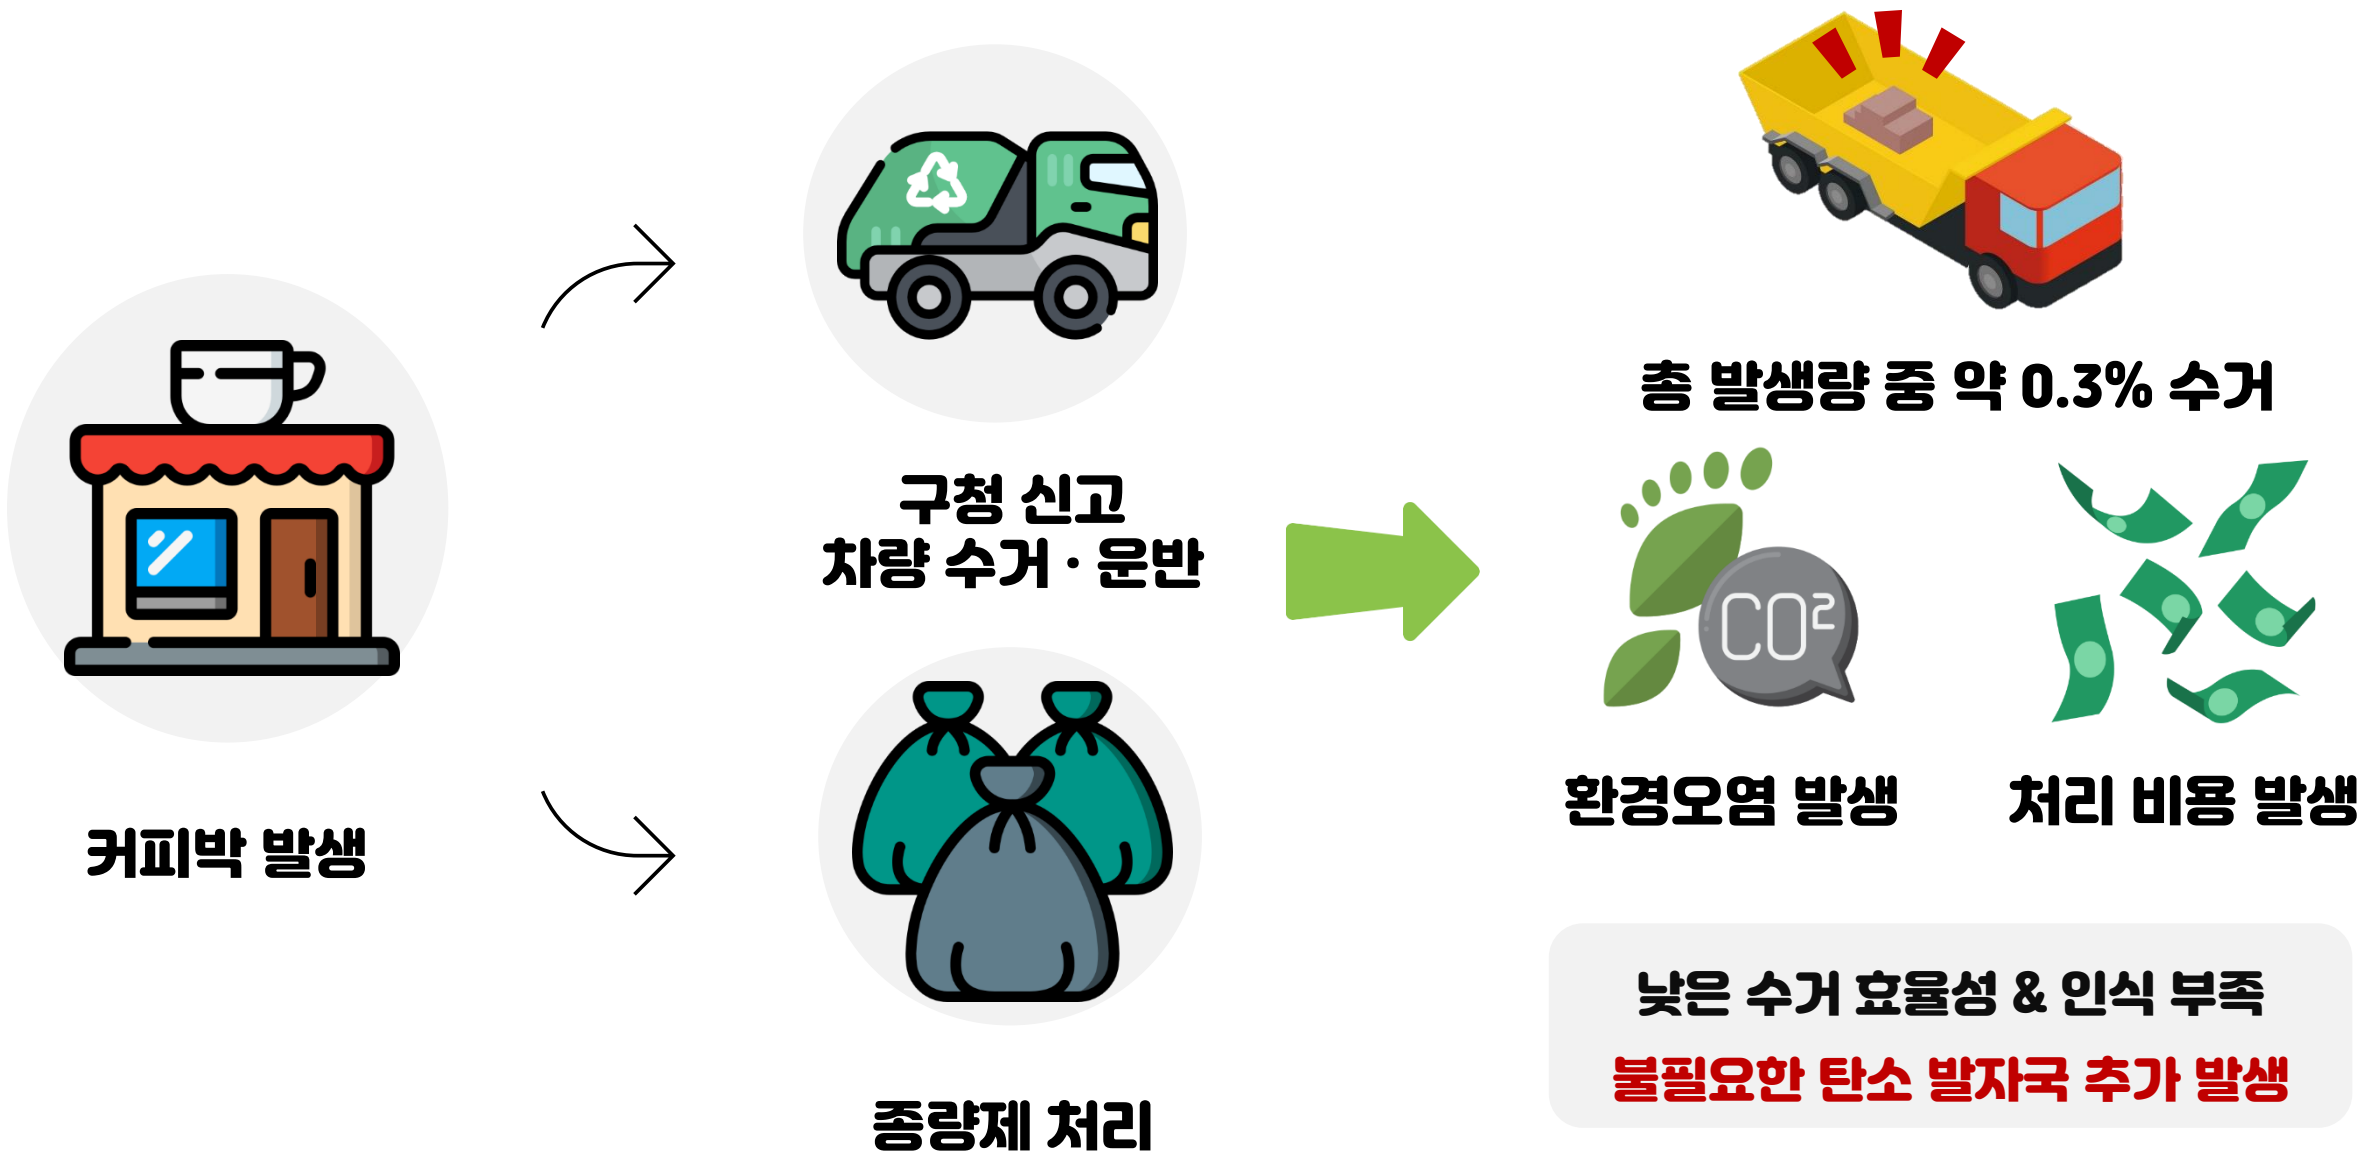 커피박 발생
구청 신고
차량 수거 · 운반
종량제 처리
총 발생량 중 약 0.3% 수거
CO²
환경오염 발생
처리 비용 발생
낮은 수거 효율성 & 인식 부족
불필요한 탄소 발자국 추가 발생